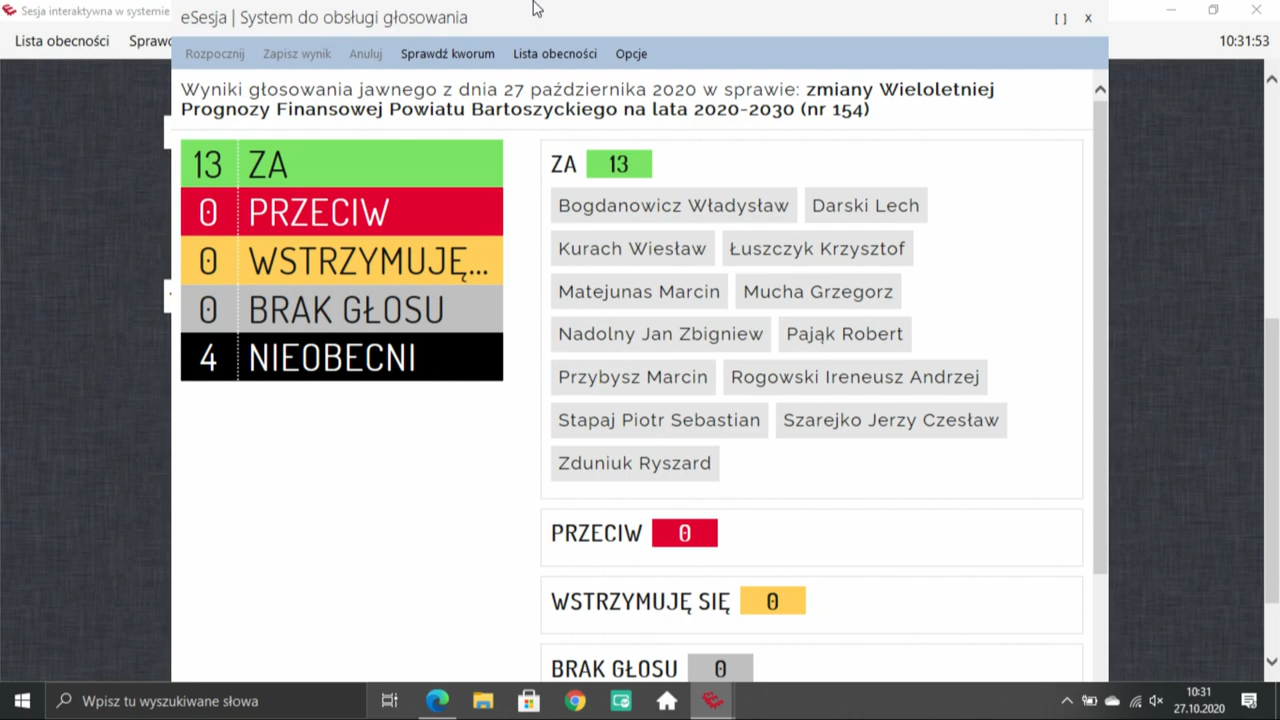 Sesja interaktywna w systemie
eSesja | System do obsługi głosowania
[ ] x
Lista obecności
10:31:53
Rozpocznij Zapisz wynik Anuluj Sprawdź kworum Lista obecności Opcje
Wyniki głosowania jawnego z dnia 27 października 2020 w sprawie: zmiany Wieloletniej
Prognozy Finansowej Powiatu Bartoszyckiego na lata 2020-2030 (nr 154)
13 ZA
0 PRZECIW
0 WSTRZYMUJĘ...
0 BRAK GŁOSU
4 NIEOBECNI
ZA 13
Bogdanowicz Władysław Darski Lech
Kurach Wiesław Łuszczyk Krzysztof
Matejunas Marcin Mucha Grzegorz
Nadolny Jan Zbigniew Pająk Robert
Przybysz Marcin Rogowski Ireneusz Andrzej
Stapaj Piotr Sebastian Szarejko Jerzy Czesław
Zduniuk Ryszard
PRZECIW 0
WSTRZYMUJĘ SIĘ 0
BRAK GŁOSU 0
Wpisz tu wyszukiwane słowa
10:31
27.10.2020